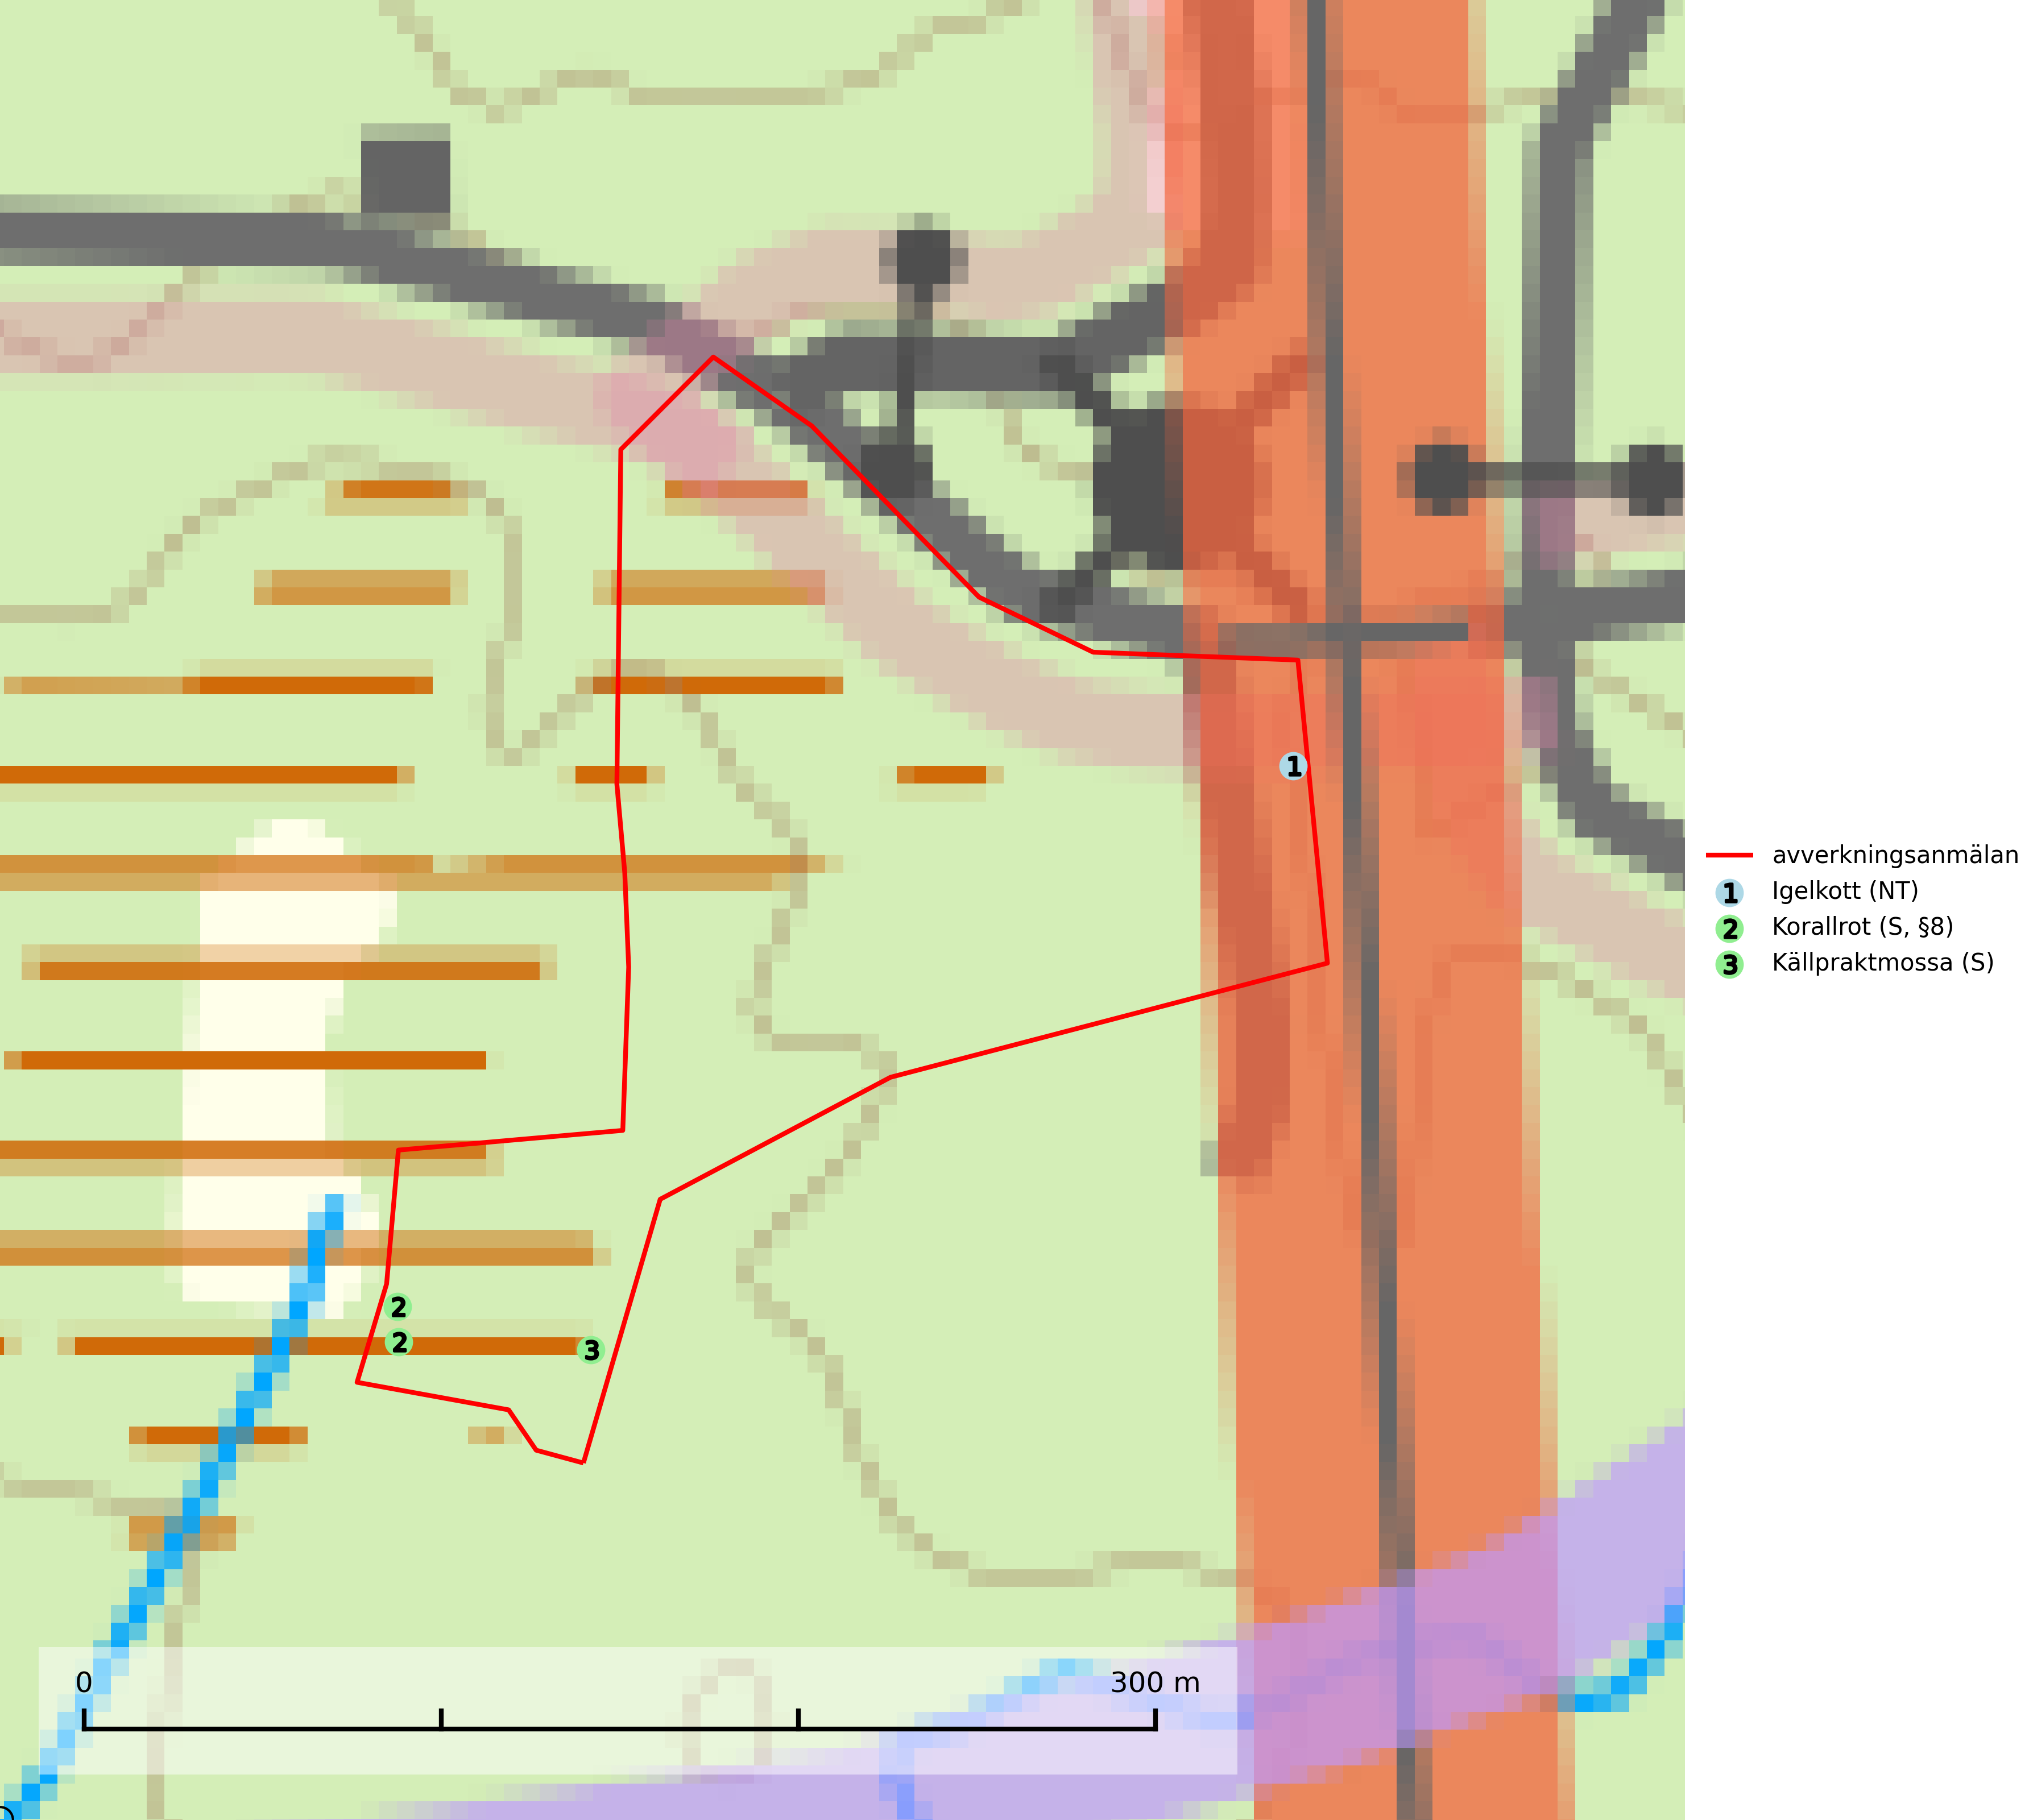 1
avverkningsanmälan
1 Igelkott (NT)
2 Korallrot (S, §8)
3 Källpraktmossa (S)
2
2
3
0 300 m